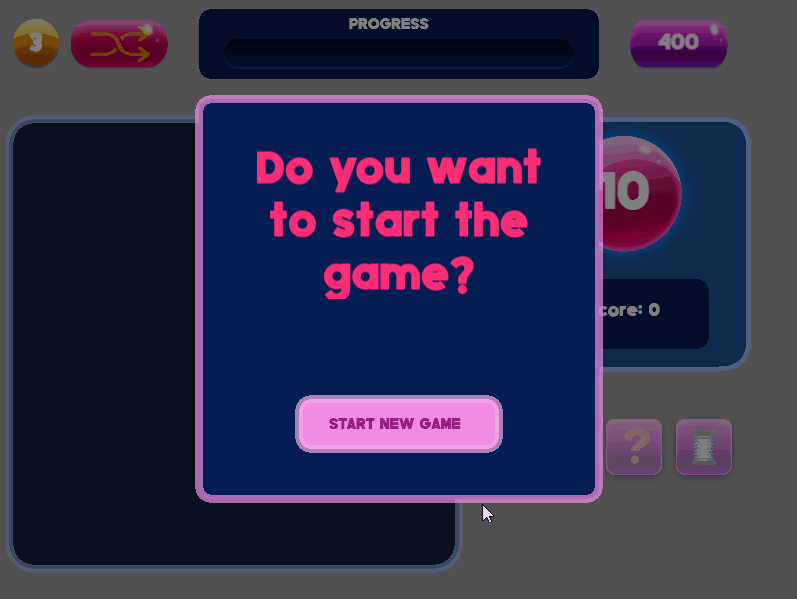 3
PROGRESS
400
Do you want
to start the
game?
10
core: 0
START NEW GAME
?